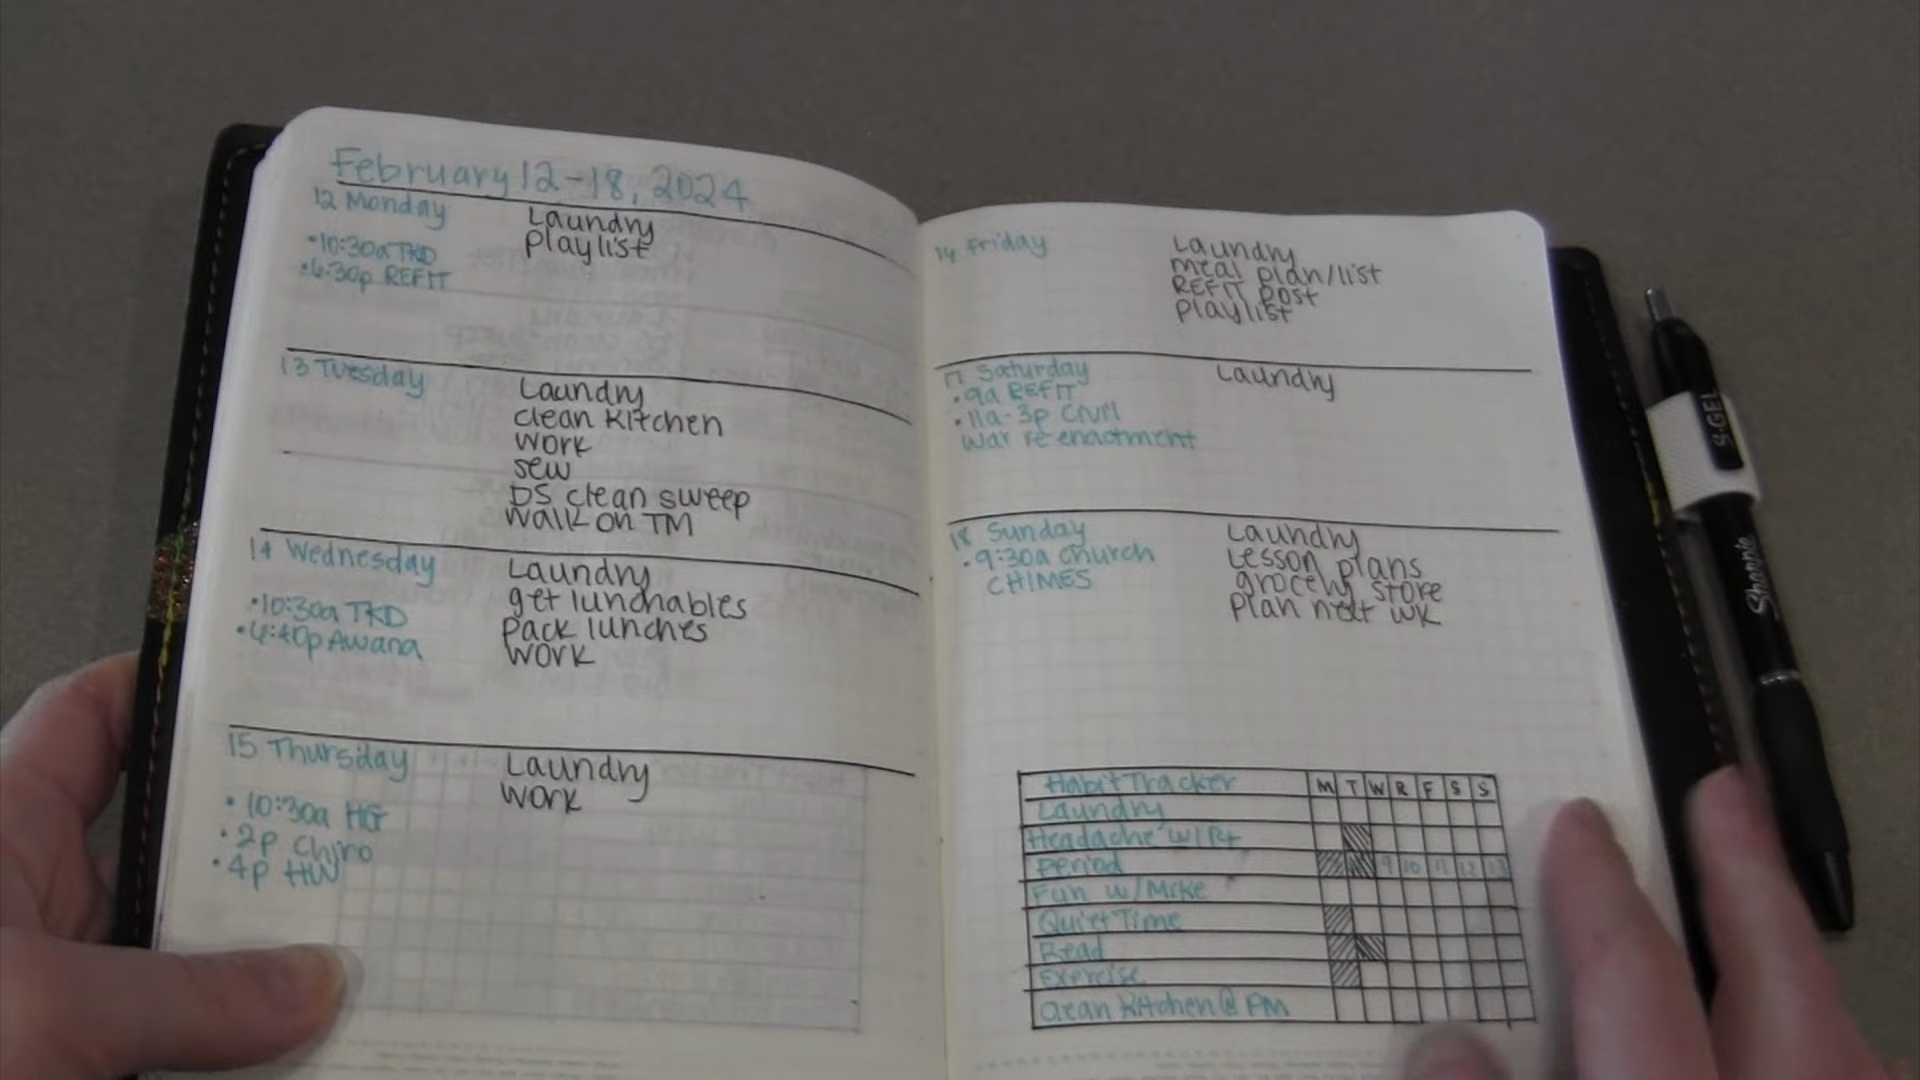 February 12-18, 2024
12 Monday
•10:30a TKD
•6:30p REFIT
Laundry
playlist
13 Tuesday
Laundry
clean kitchen
work
sew
DS clean sweep
walk on TM
14 Wednesday
•10:30a TKD
•4:40p Awana
Laundry
get lunchables
pack lunches
work
15 Thursday
• 10:30a HG
• 2p Chiro
• 4p HW
Laundry
work
Friday
Laundry
meal plan/list
REFIT post
playlist
17 Saturday
• 9a REFIT
• 11a-3p Civil
war re enactment
Laundry
18 Sunday
• 9:30a church
CHIMES
Laundry
Lesson plans
grocery store
plan next wk
Habit Tracker M T W R F S S
Laundry
Headache w/Rt
Period 9 10 11 12 13
Fun w/Mike
Quiet Time
Read
Exercise
clean kitchen @ PM
S·GEL
Sharpie